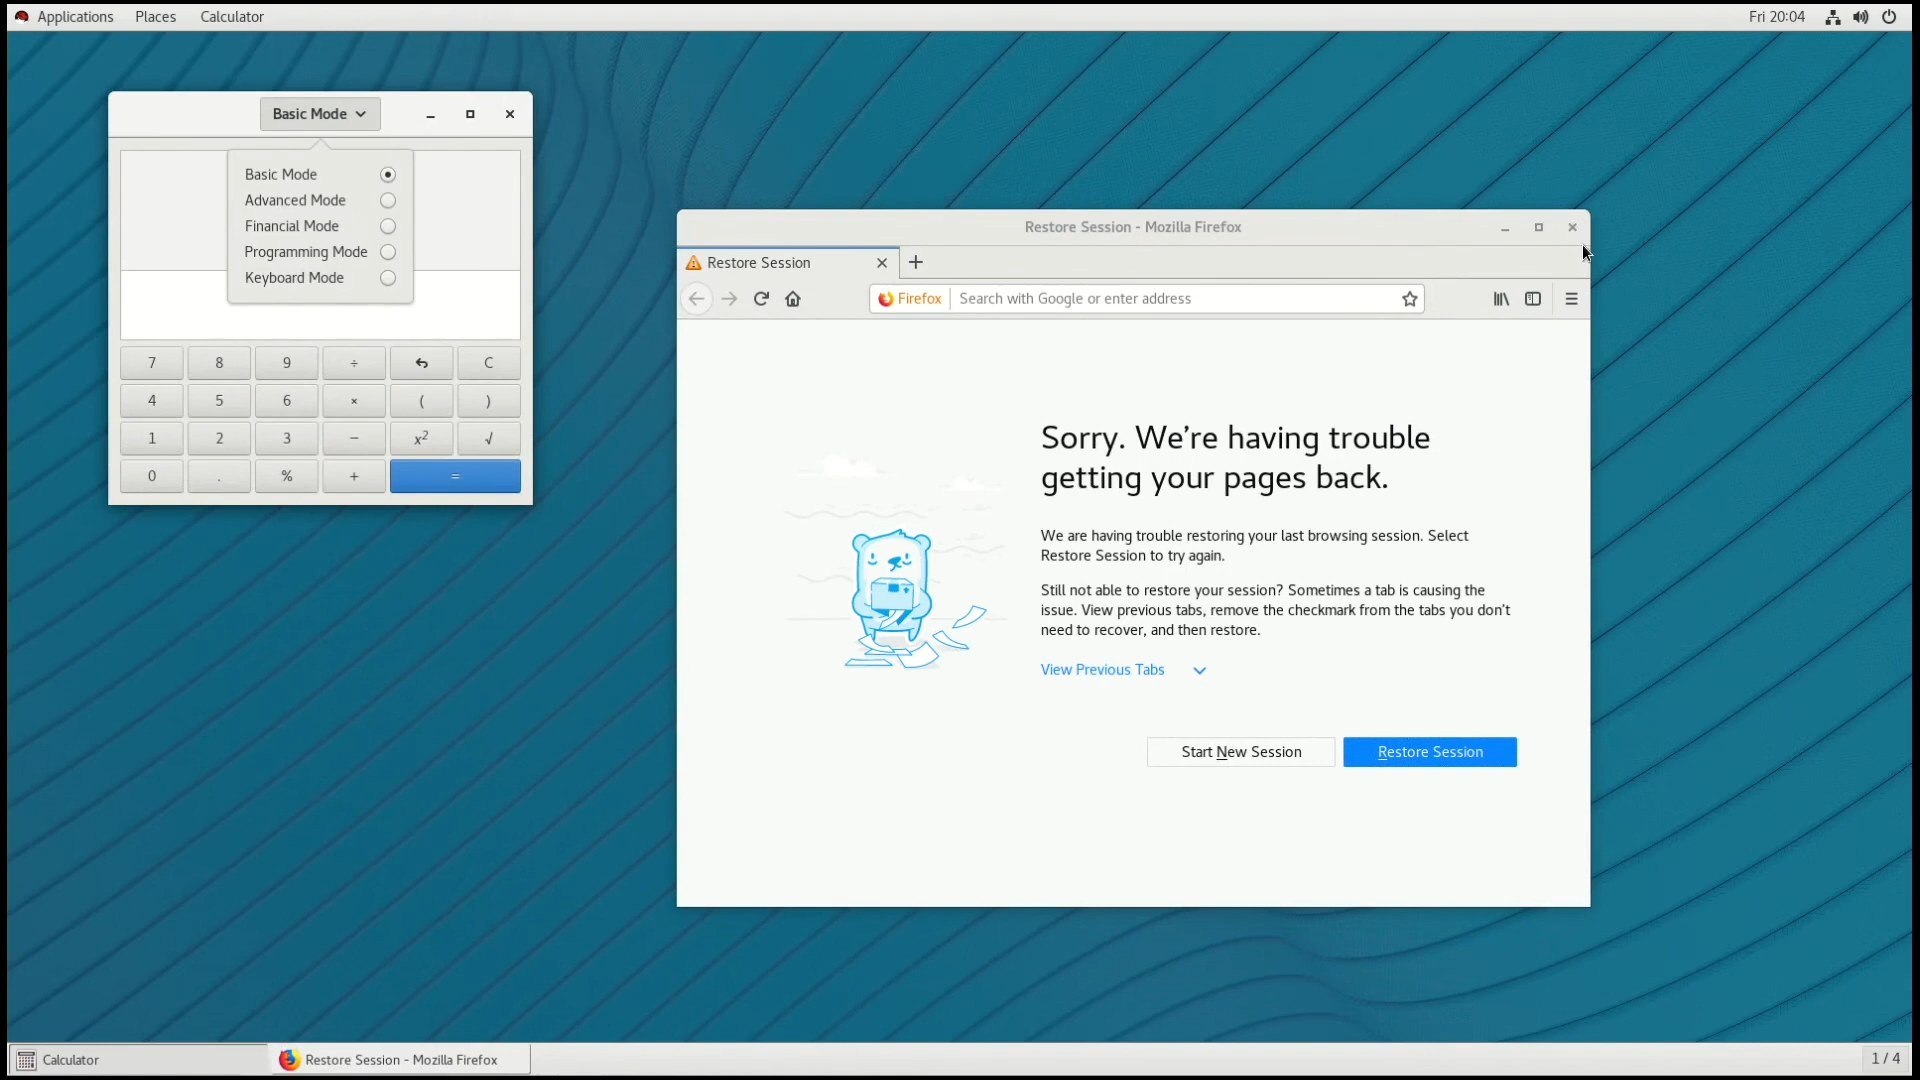 Applications Places Calculator Fri 20:04
Basic Mode
Basic Mode
Advanced Mode
Financial Mode
Programming Mode
Keyboard Mode
7 8 9 ÷ C
4 5 6 × ( )
1 2 3 − x² √
0 . % + =
Restore Session - Mozilla Firefox
Restore Session
Firefox Search with Google or enter address
Sorry. We’re having trouble
getting your pages back.
We are having trouble restoring your last browsing session. Select
Restore Session to try again.
Still not able to restore your session? Sometimes a tab is causing the
issue. View previous tabs, remove the checkmark from the tabs you don’t
need to recover, and then restore.
View Previous Tabs
Start New Session Restore Session
Calculator Restore Session - Mozilla Firefox 1 / 4